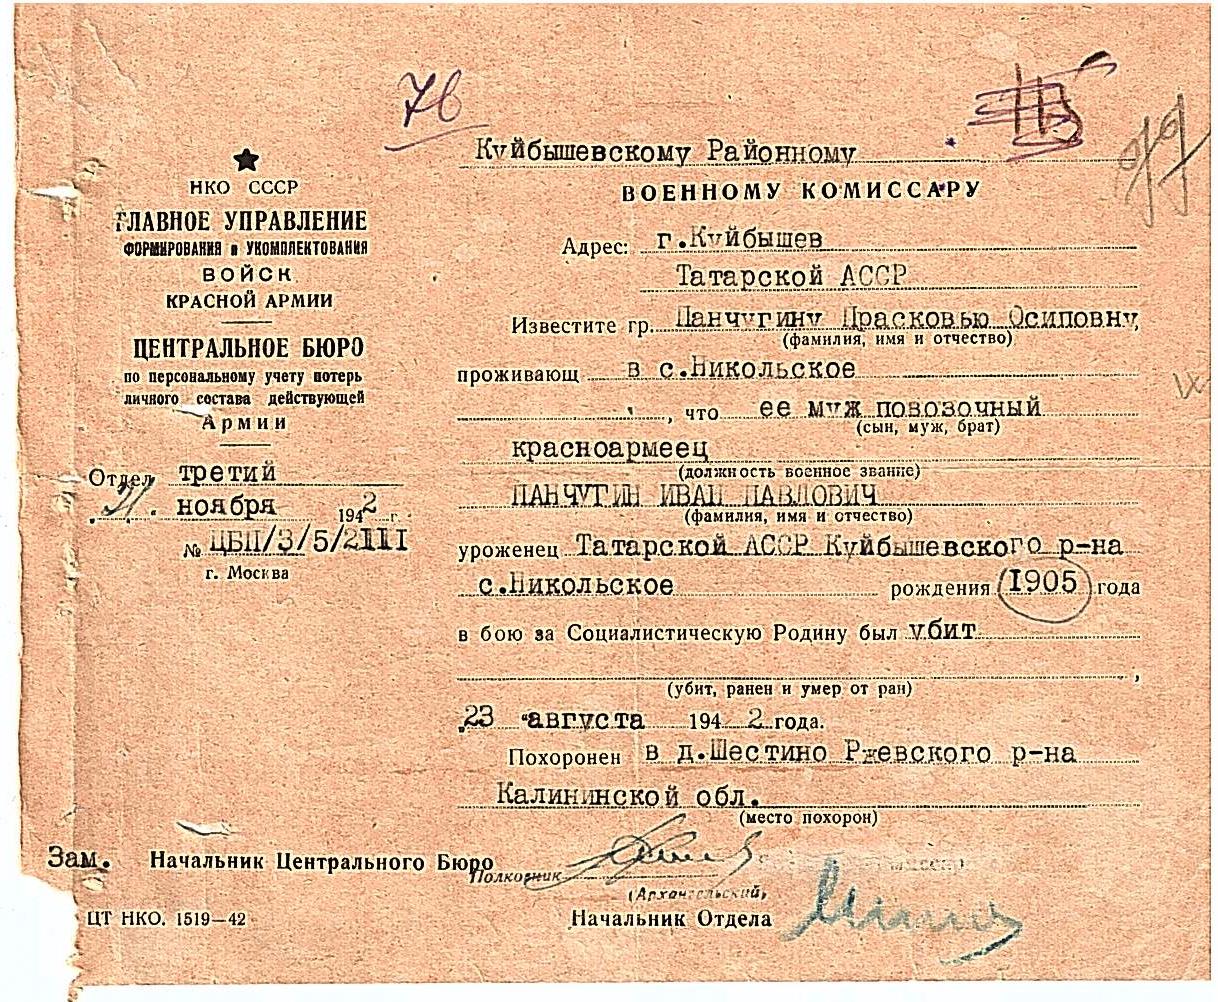 76
115
79
Куйбышевскому Районному
ВОЕННОМУ КОМИССАРУ
НКО СССР
ГЛАВНОЕ УПРАВЛЕНИЕ
ФОРМИРОВАНИЯ и УКОМПЛЕКТОВАНИЯ
ВОЙСК
КРАСНОЙ АРМИИ
ЦЕНТРАЛЬНОЕ БЮРО
по персональному учету потерь
личного состава действующей
Армии
Отдел третий
21. ноября 1942 г.
№ ЦБП/3/5/2111
г. Москва
Адрес: г.Куйбышев
Татарской АССР
Известите гр. Панчугину Прасковью Осиповну,
(фамилия, имя и отчество)
проживающ в с.Никольское
, что ее муж повозочный
(сын, муж, брат)
красноармеец
(должность военное звание)
ПАНЧУГИН ИВАН ПАВЛОВИЧ
(фамилия, имя и отчество)
уроженец Татарской АССР Куйбышевского р-на
с.Никольское рождения 1905 года
в бою за Социалистическую Родину был убит
,
(убит, ранен и умер от ран)
23 августа 1942 года.
Похоронен в д.Шестино Ржевского р-на
Калининской обл.
(место похорон)
Зам. Начальник Центрального Бюро
Полковник
(Архангельский)
Начальник Отдела
ЦТ НКО. 1519—42